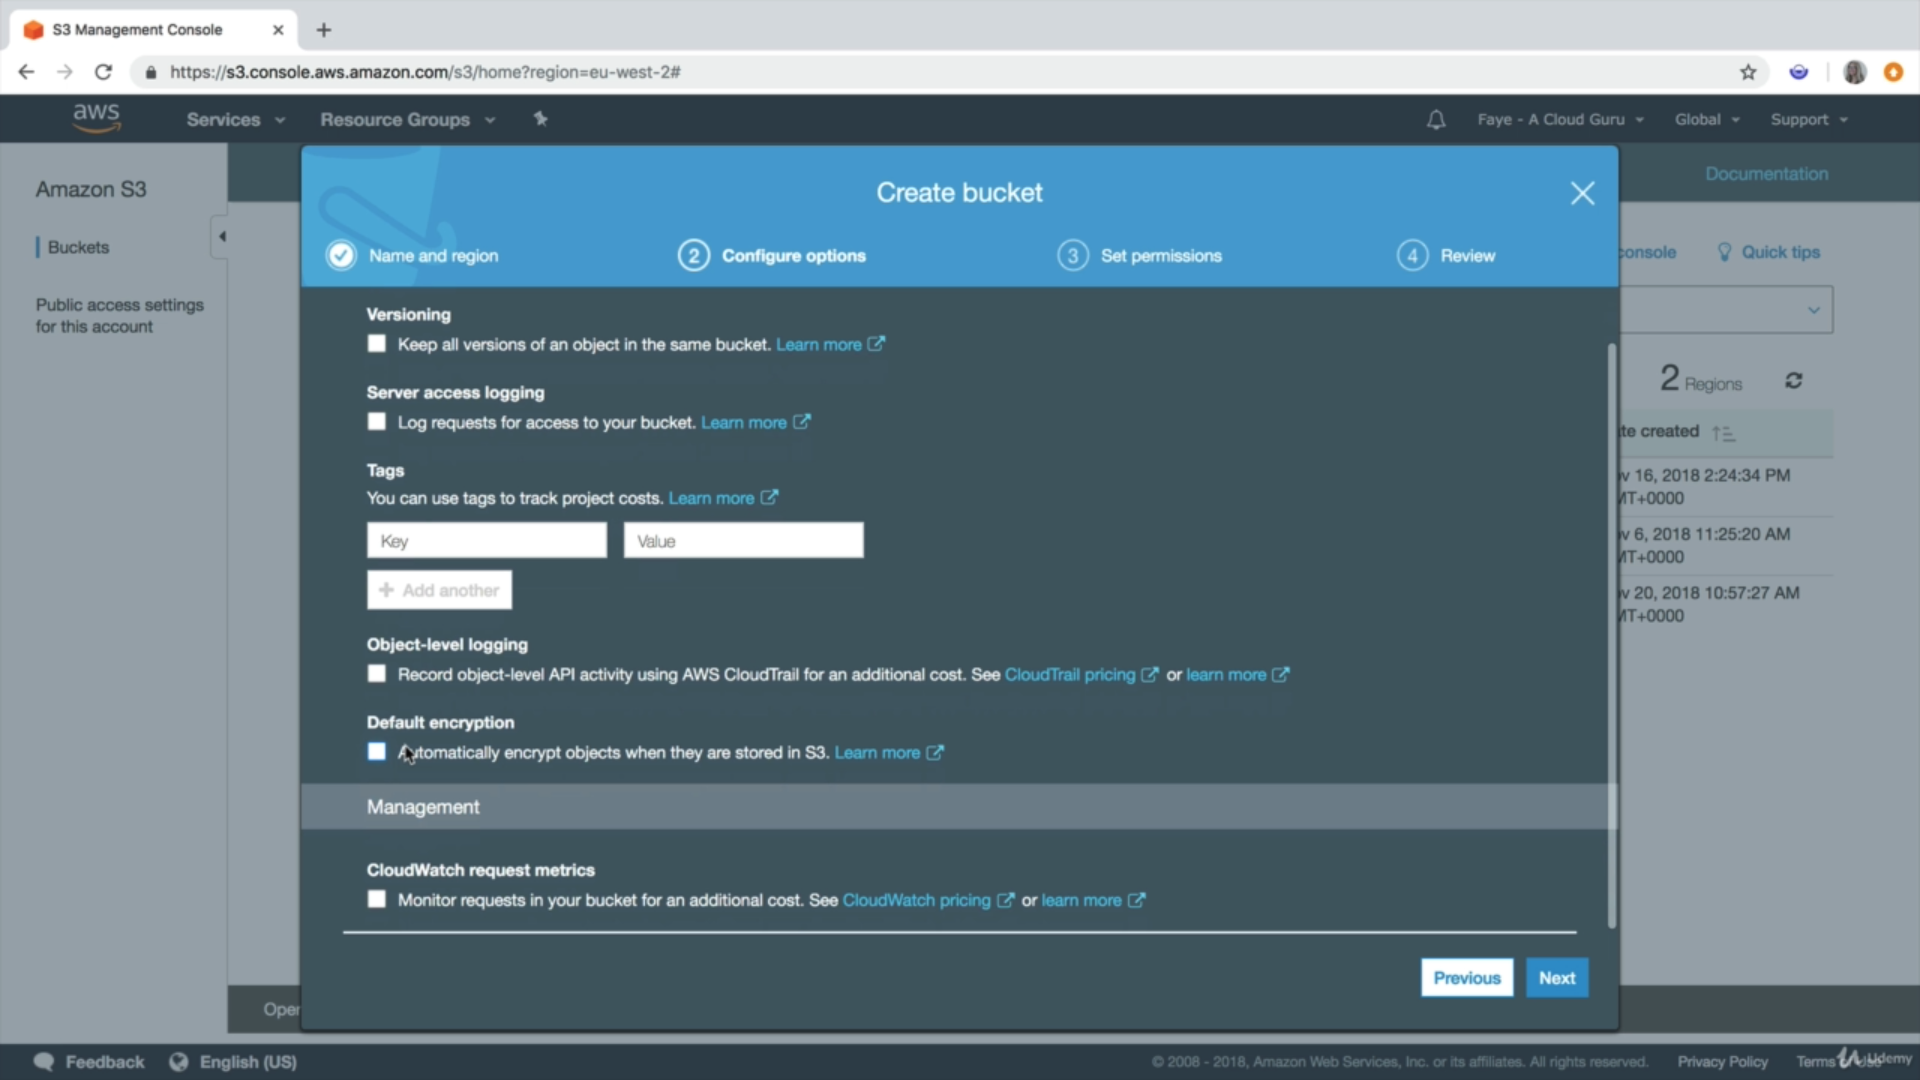 S3 Management Console
https://s3.console.aws.amazon.com/s3/home?region=eu-west-2#
aws
Services
Resource Groups
Faye - A Cloud Guru
Global
Support
Amazon S3
Buckets
Public access settings
for this account
Documentation
console
Quick tips
2 Regions
te created
v 16, 2018 2:24:34 PM
MT+0000
v 6, 2018 11:25:20 AM
MT+0000
v 20, 2018 10:57:27 AM
MT+0000
Create bucket
Name and region
2 Configure options
3 Set permissions
4 Review
Versioning
Keep all versions of an object in the same bucket. Learn more
Server access logging
Log requests for access to your bucket. Learn more
Tags
You can use tags to track project costs. Learn more
Key
Value
+ Add another
Object-level logging
Record object-level API activity using AWS CloudTrail for an additional cost. See CloudTrail pricing or learn more
Default encryption
Automatically encrypt objects when they are stored in S3. Learn more
Management
CloudWatch request metrics
Monitor requests in your bucket for an additional cost. See CloudWatch pricing or learn more
Previous
Next
Oper
Feedback
English (US)
© 2008 - 2018, Amazon Web Services, Inc. or its affiliates. All rights reserved.
Privacy Policy
Terms
Udemy